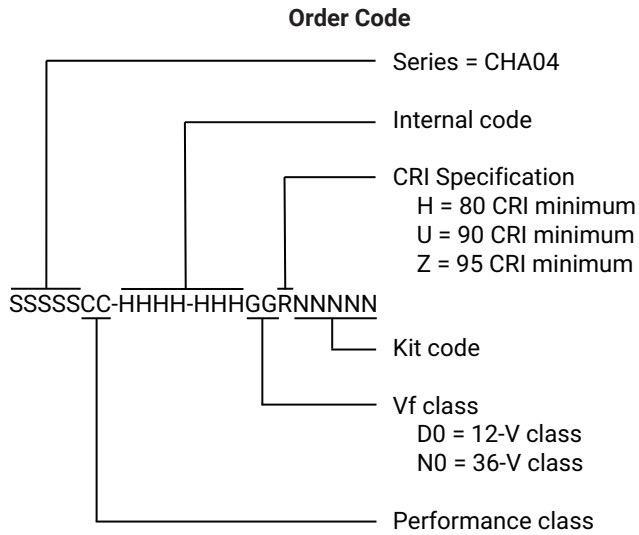 Order Code
Series = CHA04
Internal code
CRI Specification
H = 80 CRI minimum
U = 90 CRI minimum
Z = 95 CRI minimum
SSSSSCC-HHHH-HHHGGRNNNNN
Kit code
Vf class
D0 = 12-V class
N0 = 36-V class
Performance class